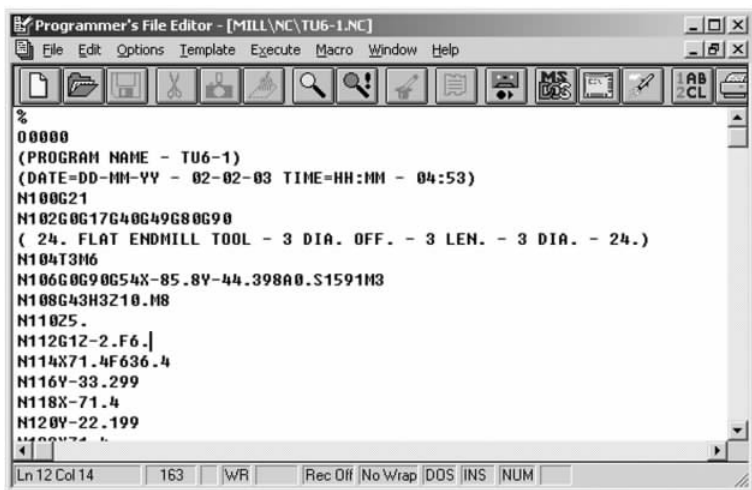 Programmer's File Editor - [MILL\NC\TU6-1.NC]
File Edit Options Template Execute Macro Window Help
MS DOS 1AB 2CL
%
O0000
(PROGRAM NAME - TU6-1)
(DATE=DD-MM-YY - 02-02-03 TIME=HH:MM - 04:53)
N100G21
N102G0G17G40G49G80G90
( 24. FLAT ENDMILL TOOL - 3 DIA. OFF. - 3 LEN. - 3 DIA. - 24.)
N104T3M6
N106G0G90G54X-85.8Y-44.398A0.S1591M3
N108G43H3Z10.M8
N110Z5.
N112G1Z-2.F6.
N114X71.4F636.4
N116Y-33.299
N118X-71.4
N120Y-22.199
Ln 12 Col 14 163 WR Rec Off No Wrap DOS INS NUM